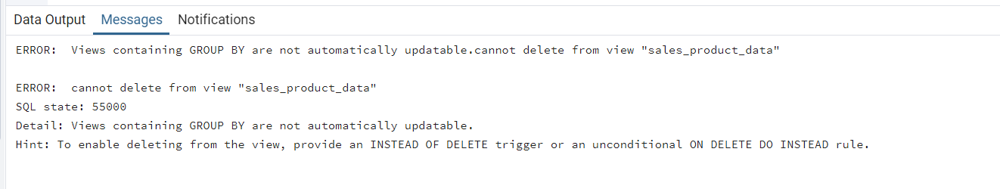 Data Output Messages Notifications
ERROR:  Views containing GROUP BY are not automatically updatable.cannot delete from view "sales_product_data"
ERROR:  cannot delete from view "sales_product_data"
SQL state: 55000
Detail: Views containing GROUP BY are not automatically updatable.
Hint: To enable deleting from the view, provide an INSTEAD OF DELETE trigger or an unconditional ON DELETE DO INSTEAD rule.